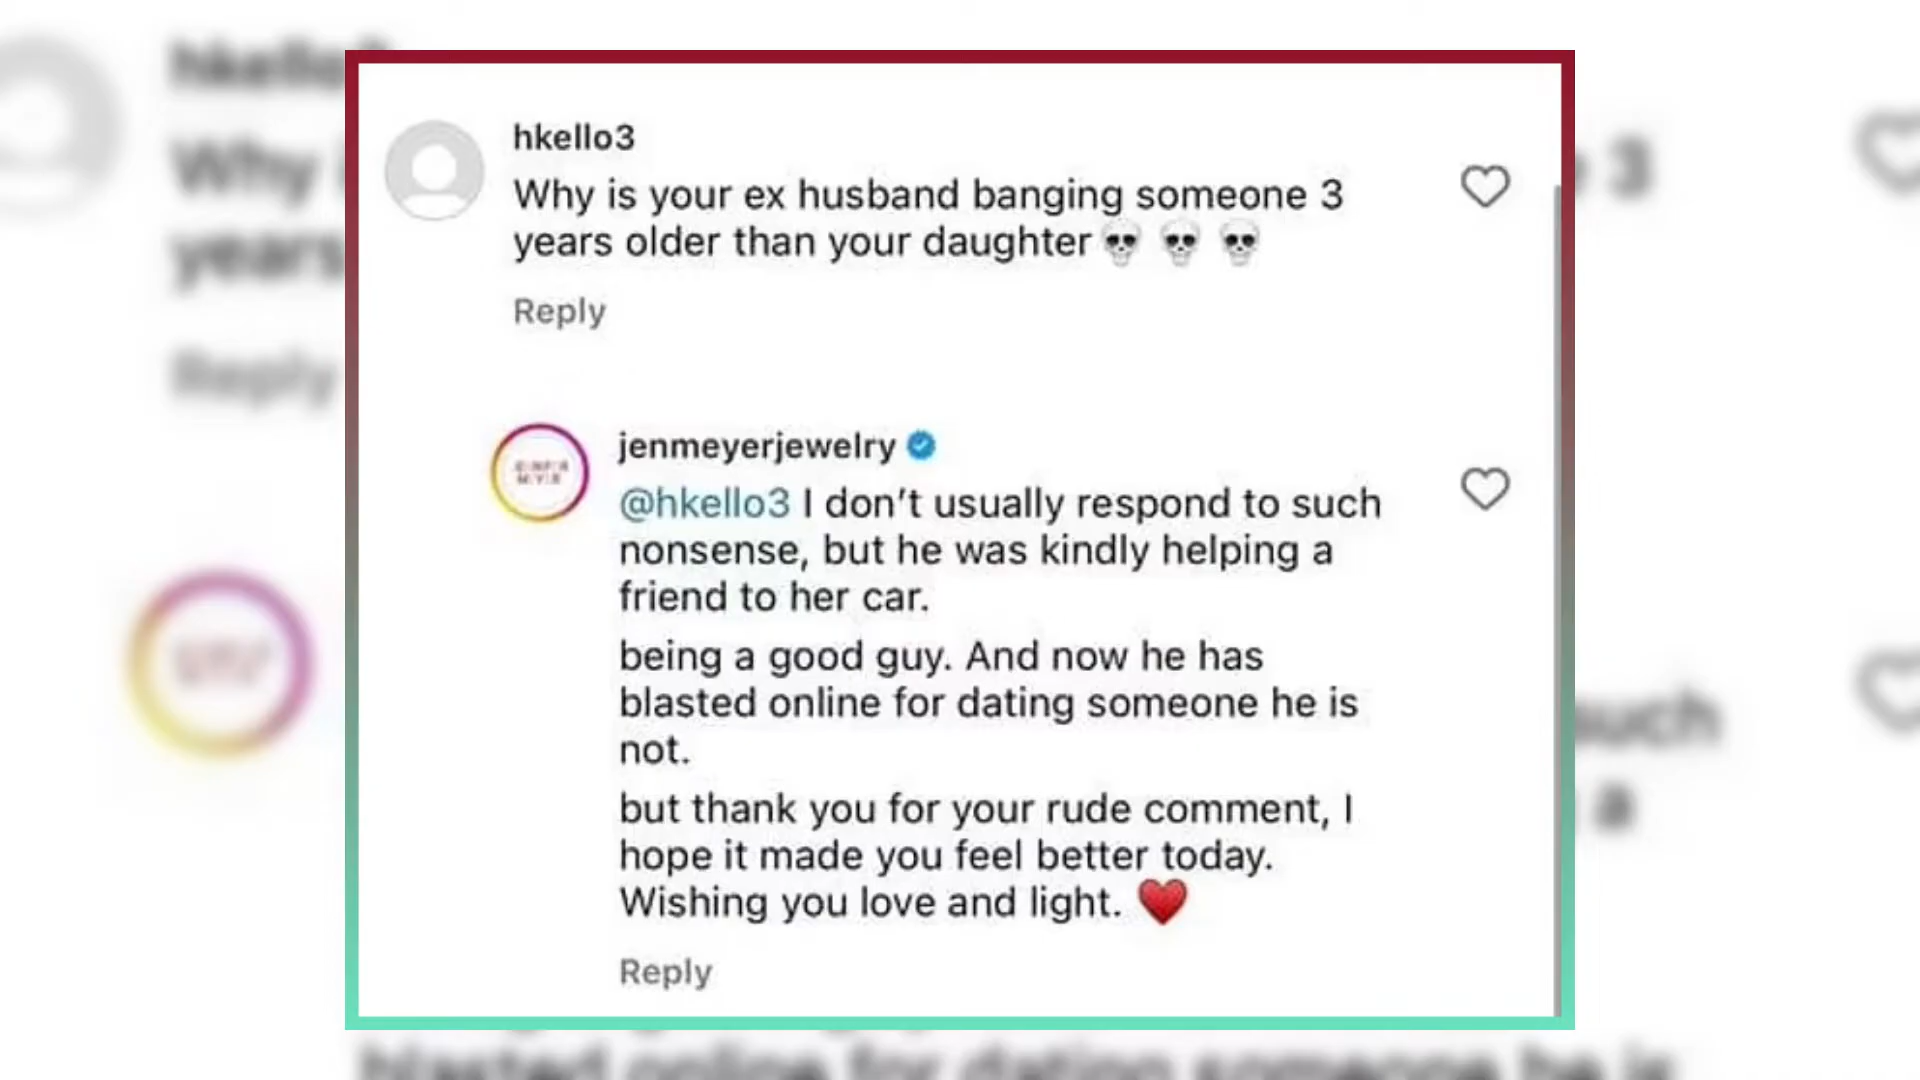 hkello3
Why is your ex husband banging someone 3
years older than your daughter💀 💀 💀
Reply
jenmeyerjewelry
@hkello3 I don’t usually respond to such
nonsense, but he was kindly helping a
friend to her car.
being a good guy. And now he has
blasted online for dating someone he is
not.
but thank you for your rude comment, I
hope it made you feel better today.
Wishing you love and light. ♥️
Reply